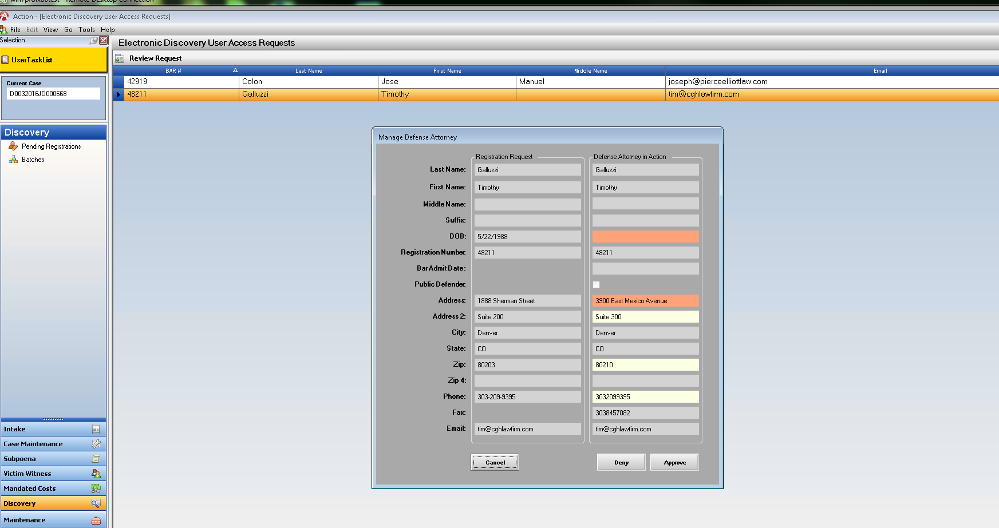 win7profx86test - Remote Desktop Connection
Action - [Electronic Discovery User Access Requests]
File Edit View Go Tools Help
Selection
Electronic Discovery User Access Requests
UserTaskList
Review Request
BAR # Last Name First Name Middle Name Email
42919 Colon Jose Manuel joseph@pierceelliottlaw.com
48211 Galluzzi Timothy tim@cghlawfirm.com
Current Case
D0032016JD000668
Discovery
Pending Registrations
Batches
Manage Defense Attorney
Registration Request Defense Attorney in Action
Last Name: Galluzzi Galluzzi
First Name: Timothy Timothy
Middle Name:
Suffix:
DOB: 5/22/1988
Registration Number: 48211 48211
Bar Admit Date:
Public Defender:
Address: 1888 Sherman Street 3900 East Mexico Avenue
Address 2: Suite 200 Suite 300
City: Denver Denver
State: CO CO
Zip: 80203 80210
Zip 4:
Phone: 303-209-9395 3032099395
Fax: 3038457082
Email: tim@cghlawfirm.com tim@cghlawfirm.com
Cancel Deny Approve
Intake
Case Maintenance
Subpoena
Victim Witness
Mandated Costs
Discovery
Maintenance